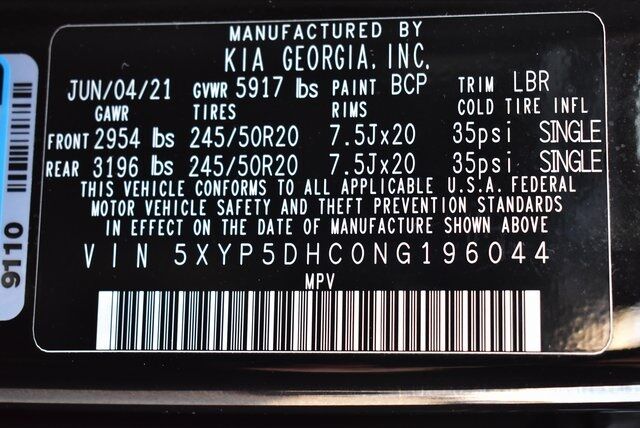 MANUFACTURED BY
KIA GEORGIA, INC.
JUN/04/21 GVWR 5917 lbs PAINT BCP TRIM LBR
GAWR TIRES RIMS COLD TIRE INFL
FRONT 2954 lbs 245/50R20 7.5Jx20 35psi SINGLE
REAR 3196 lbs 245/50R20 7.5Jx20 35psi SINGLE
THIS VEHICLE CONFORMS TO ALL APPLICABLE U.S.A. FEDERAL
MOTOR VEHICLE SAFETY AND THEFT PREVENTION STANDARDS
IN EFFECT ON THE DATE OF MANUFACTURE SHOWN ABOVE
VIN 5XYP5DHC0NG196044
MPV
9110